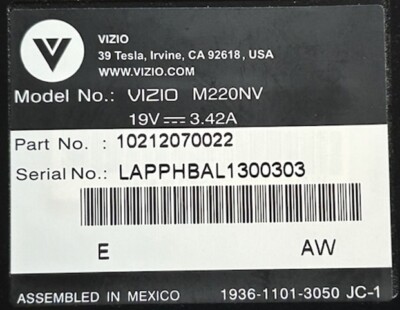 VIZIO
39 Tesla, Irvine, CA 92618, USA
WWW.VIZIO.COM
Model No.: VIZIO M220NV
19V ⎓ 3.42A
Part No. : 10212070022
Serial No.: LAPPHBAL1300303
E AW
ASSEMBLED IN MEXICO 1936-1101-3050 JC-1